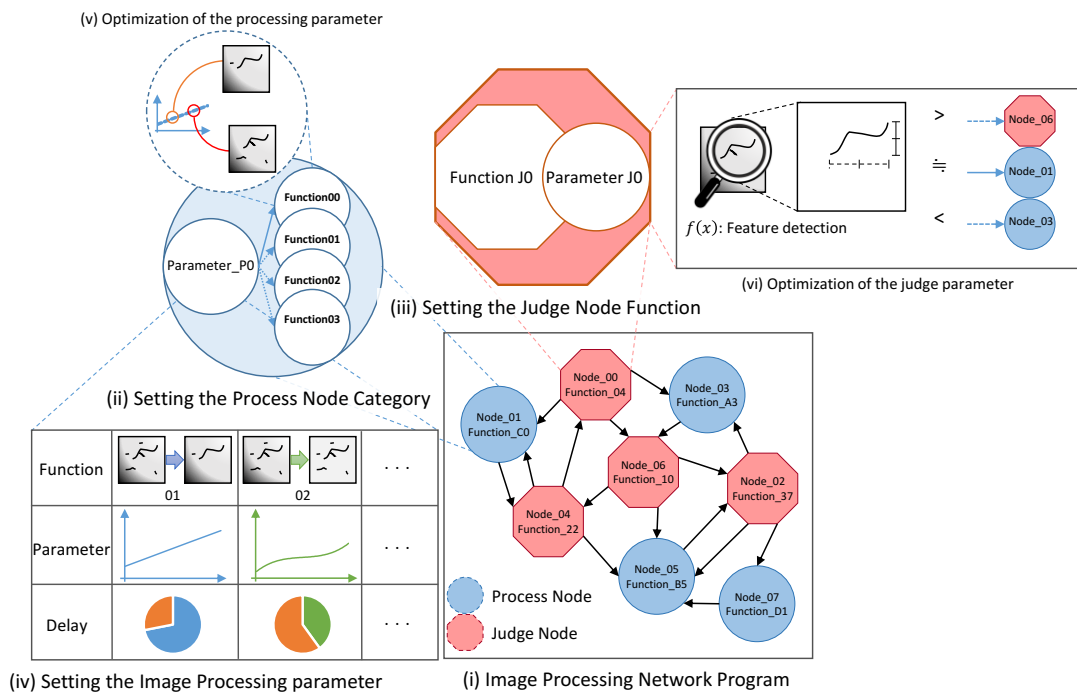 (v) Optimization of the processing parameter
Function00
Function01
Function02
Function03
Parameter_P0
(ii) Setting the Process Node Category
Function J0
Parameter J0
(iii) Setting the Judge Node Function
f(x): Feature detection
>
Node_06
≒
Node_01
<
Node_03
(vi) Optimization of the judge parameter
Function
01
02
· · ·
Parameter
· · ·
Delay
· · ·
(iv) Setting the Image Processing parameter
Node_00
Function_04
Node_03
Function_A3
Node_01
Function_C0
Node_06
Function_10
Node_02
Function_37
Node_04
Function_22
Node_05
Function_B5
Node_07
Function_D1
Process Node
Judge Node
(i) Image Processing Network Program